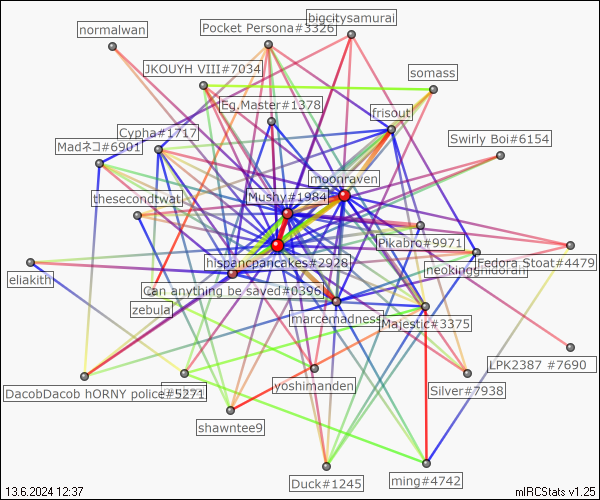 bigcitysamurai
normalwan
Pocket Persona#3326
JKOUYH VIII#7034
somass
Eg,Master#1378
frisout
Cypha#1717
Swirly Boi#6154
Madネコ#6901
moonraven
thesecondtwat
Mushy#1984
Pikabro#9971
hispancpancakes#2928
neokingnidoran
Fedora Stoat#4479
eliakith
Can anything be saved#0396
zebula
marcemadness
Majestic#3375
LPK2387 #7690
DacobDacob hORNY police#5271
yoshimanden
Silver#7938
shawntee9
Duck#1245
ming#4742
13.6.2024 12:37
mIRCStats v1.25